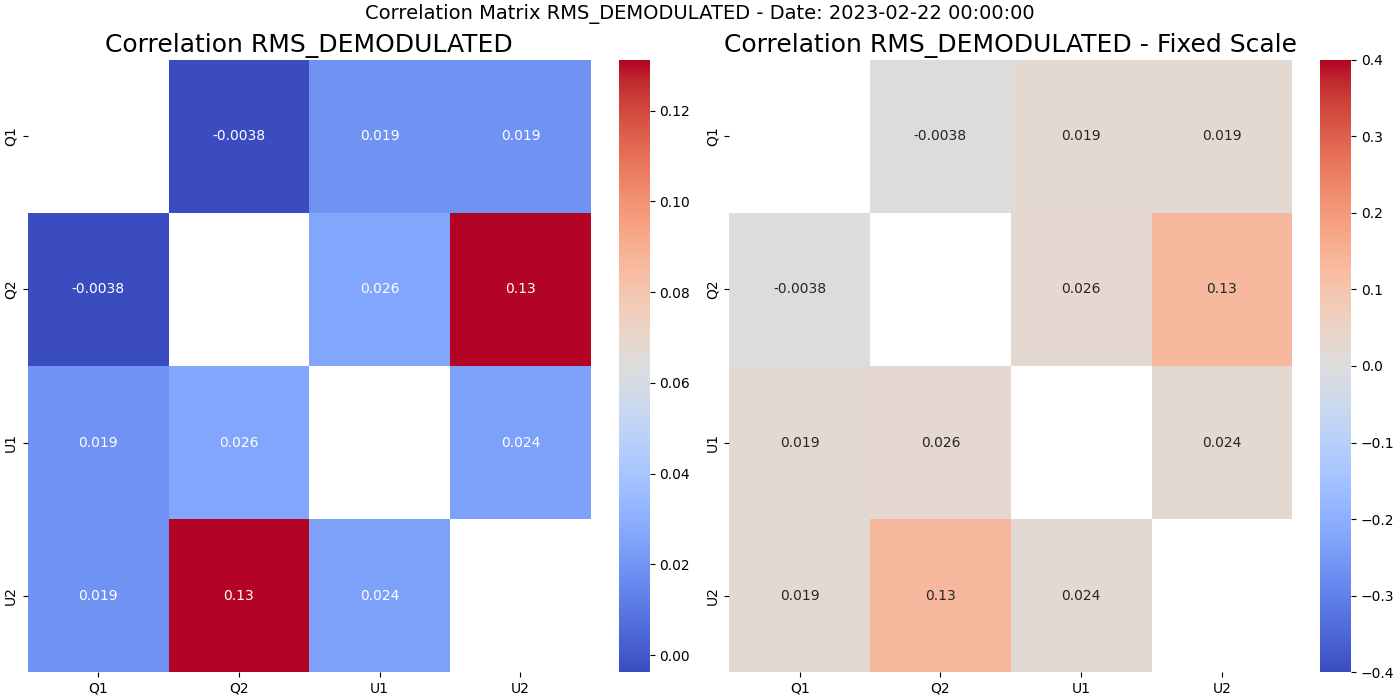 Correlation Matrix RMS_DEMODULATED - Date: 2023-02-22 00:00:00
Correlation RMS_DEMODULATED
Q1 -0.0038 0.019 0.019
Q2 -0.0038 0.026 0.13
U1 0.019 0.026 0.024
U2 0.019 0.13 0.024
Q1 Q2 U1 U2
0.12
0.10
0.08
0.06
0.04
0.02
0.00
Correlation RMS_DEMODULATED - Fixed Scale
Q1 -0.0038 0.019 0.019
Q2 -0.0038 0.026 0.13
U1 0.019 0.026 0.024
U2 0.019 0.13 0.024
Q1 Q2 U1 U2
0.4
0.3
0.2
0.1
0.0
−0.1
−0.2
−0.3
−0.4